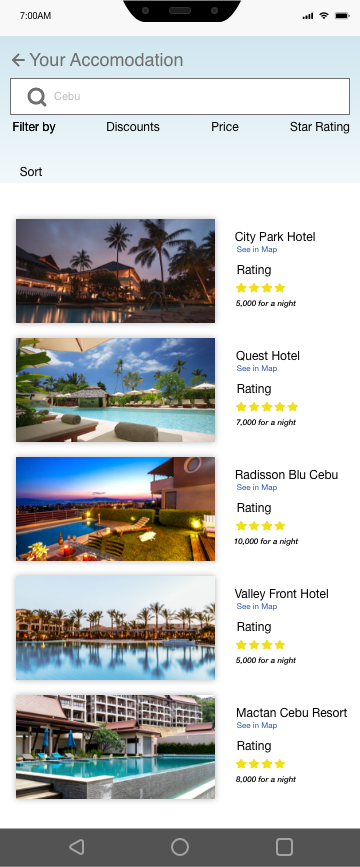 7:00AM
Your Accomodation
Cebu
Filter by Discounts Price Star Rating
Sort
City Park Hotel
See in Map
Rating
5,000 for a night
Quest Hotel
See in Map
Rating
7,000 for a night
Radisson Blu Cebu
See in Map
Rating
10,000 for a night
Valley Front Hotel
See in Map
Rating
5,000 for a night
Mactan Cebu Resort
See in Map
Rating
8,000 for a night